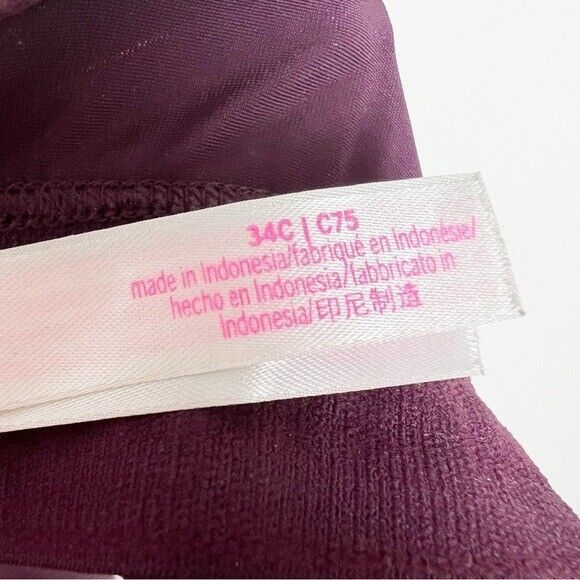 34C | C75
made in Indonesia/fabriqué en Indonésie/
hecho en Indonesia/fabbricato in
Indonesia/印尼制造